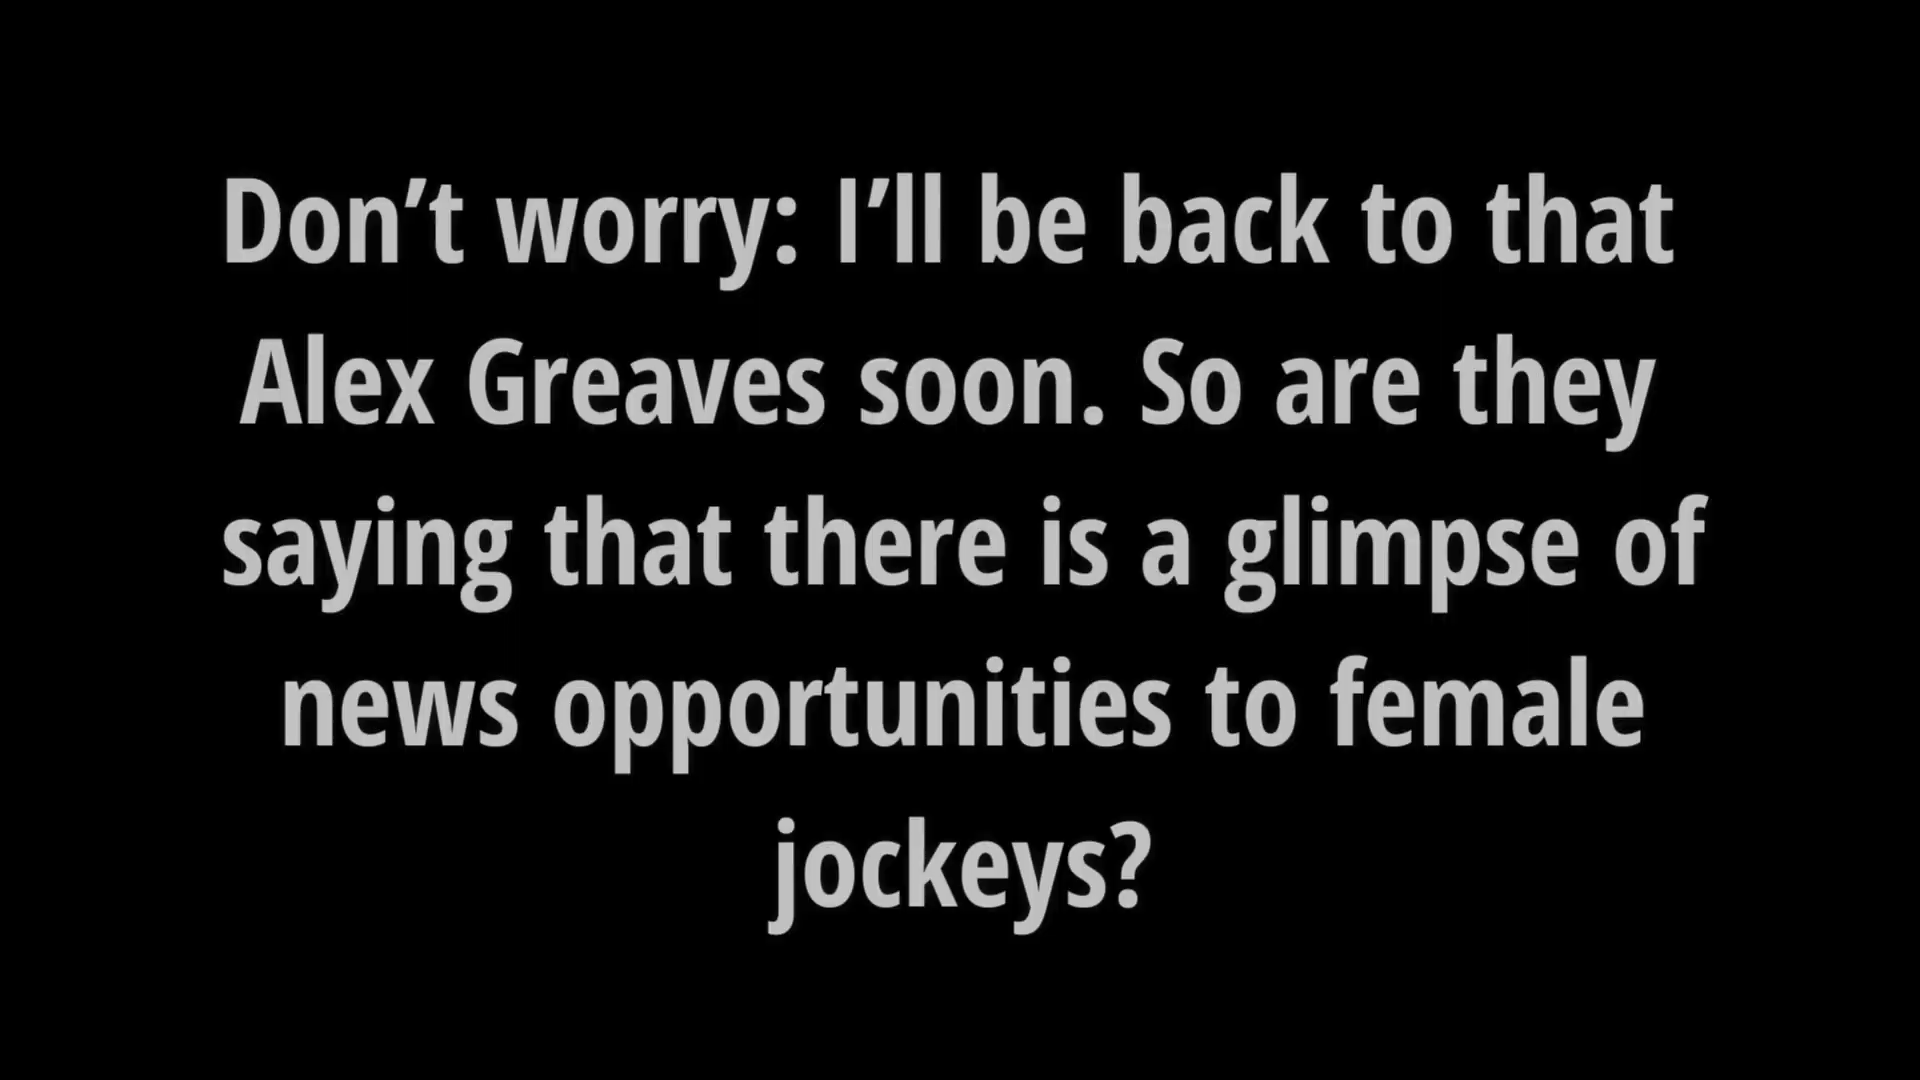 Don’t worry: I’ll be back to that
Alex Greaves soon. So are they
saying that there is a glimpse of
news opportunities to female
jockeys?